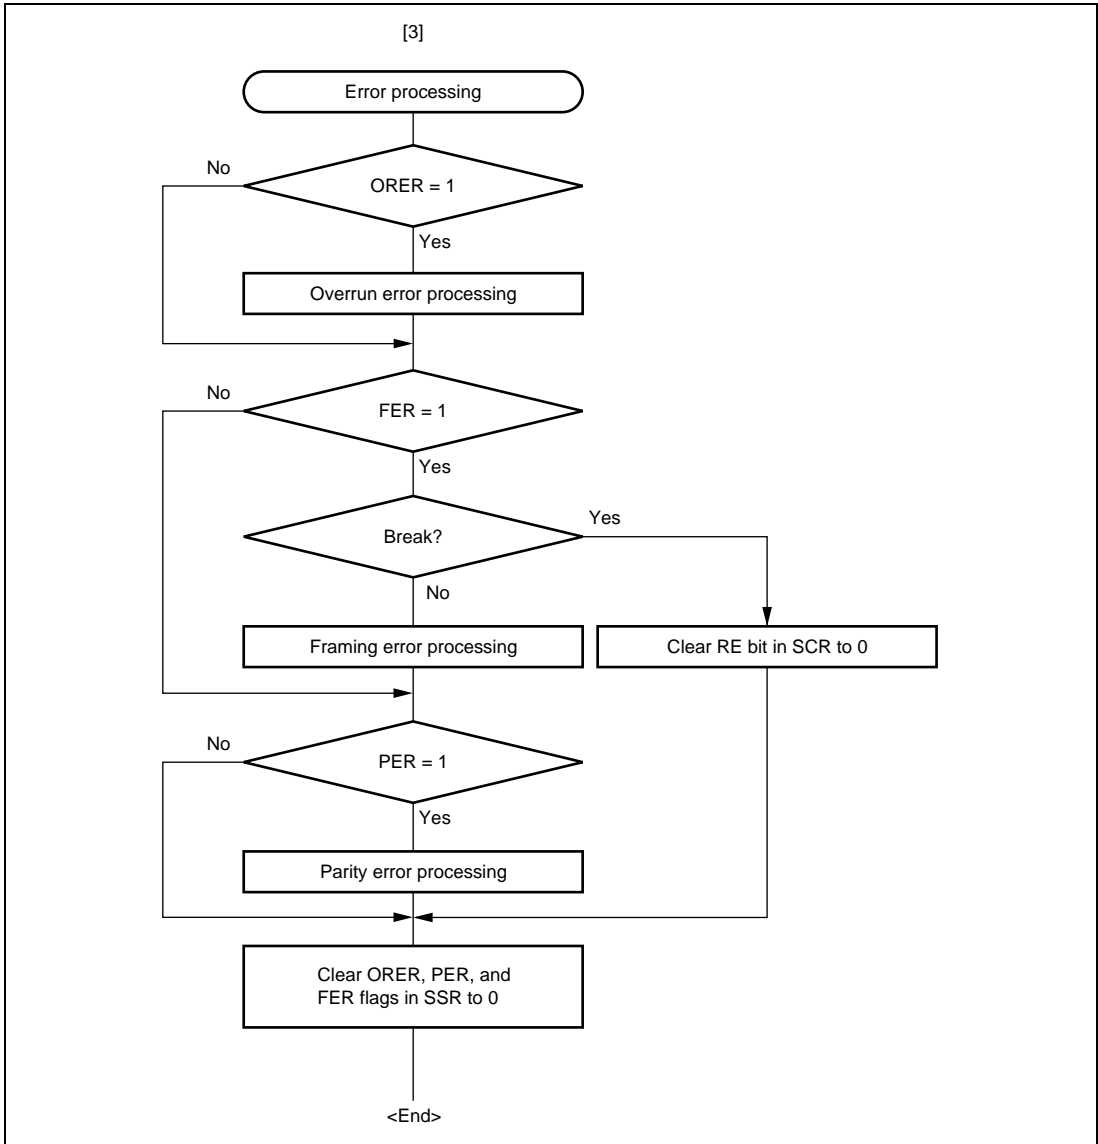 [3]
Error processing
No
ORER = 1
Yes
Overrun error processing
No
FER = 1
Yes
Break?
Yes
No
Framing error processing
Clear RE bit in SCR to 0
No
PER = 1
Yes
Parity error processing
Clear ORER, PER, and
FER flags in SSR to 0
<End>